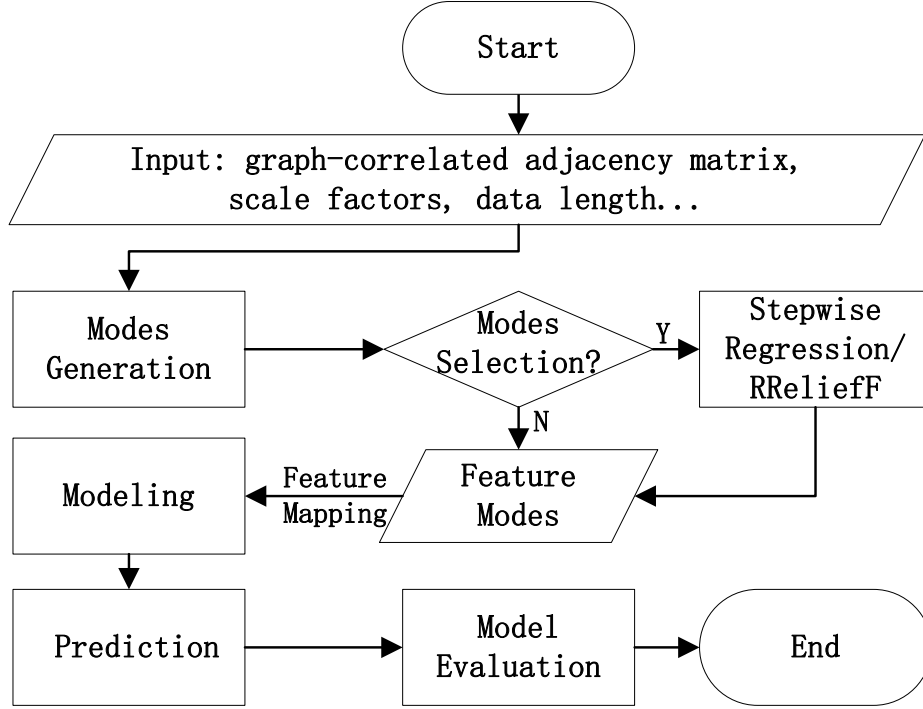 Start
Input: graph-correlated adjacency matrix,
scale factors, data length...
Modes
Generation
Modes
Selection?
Y
Stepwise
Regression/
RReliefF
N
Feature
Modes
Feature
Mapping
Modeling
Prediction
Model
Evaluation
End